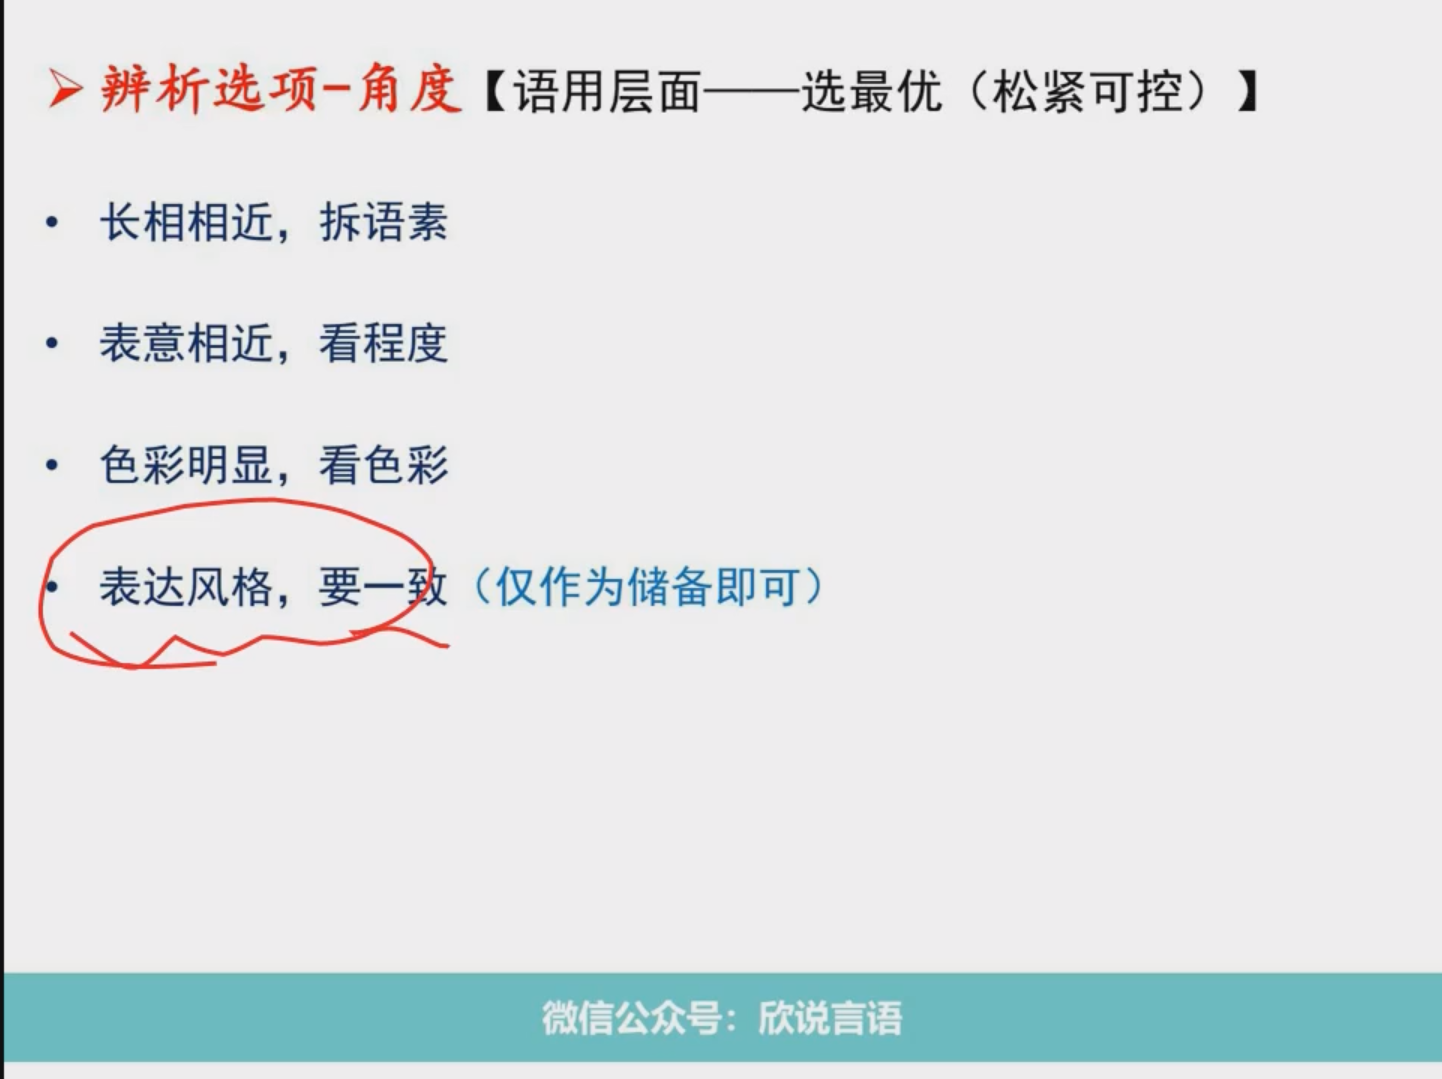 辨析选项-角度【语用层面——选最优（松紧可控）】
• 长相相近，拆语素
• 表意相近，看程度
• 色彩明显，看色彩
• 表达风格，要一致（仅作为储备即可）
微信公众号：欣说言语